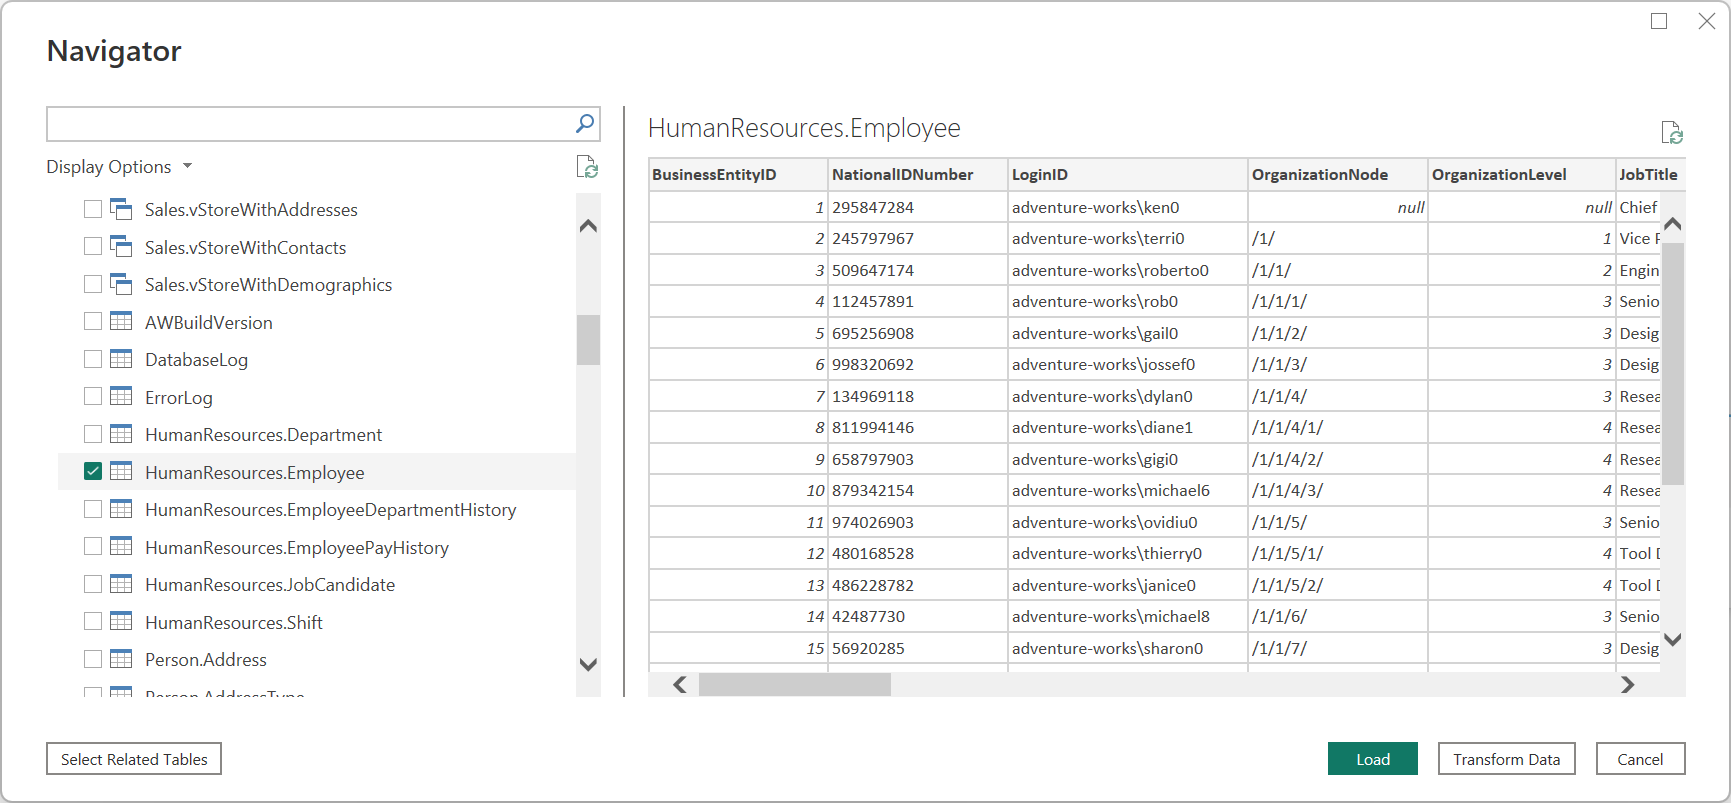 Navigator
Display Options
Sales.vStoreWithAddresses
Sales.vStoreWithContacts
Sales.vStoreWithDemographics
AWBuildVersion
DatabaseLog
ErrorLog
HumanResources.Department
HumanResources.Employee
HumanResources.EmployeeDepartmentHistory
HumanResources.EmployeePayHistory
HumanResources.JobCandidate
HumanResources.Shift
Person.Address
Person.AddressType
HumanResources.Employee
BusinessEntityID NationalIDNumber LoginID OrganizationNode OrganizationLevel JobTitle
1 295847284 adventure-works\ken0 null null Chief
2 245797967 adventure-works\terri0 /1/ 1 Vice P
3 509647174 adventure-works\roberto0 /1/1/ 2 Engin
4 112457891 adventure-works\rob0 /1/1/1/ 3 Senio
5 695256908 adventure-works\gail0 /1/1/2/ 3 Desig
6 998320692 adventure-works\jossef0 /1/1/3/ 3 Desig
7 134969118 adventure-works\dylan0 /1/1/4/ 3 Resea
8 811994146 adventure-works\diane1 /1/1/4/1/ 4 Resea
9 658797903 adventure-works\gigi0 /1/1/4/2/ 4 Resea
10 879342154 adventure-works\michael6 /1/1/4/3/ 4 Resea
11 974026903 adventure-works\ovidiu0 /1/1/5/ 3 Senio
12 480168528 adventure-works\thierry0 /1/1/5/1/ 4 Tool D
13 486228782 adventure-works\janice0 /1/1/5/2/ 4 Tool D
14 42487730 adventure-works\michael8 /1/1/6/ 3 Senio
15 56920285 adventure-works\sharon0 /1/1/7/ 3 Desig
Select Related Tables
Load
Transform Data
Cancel